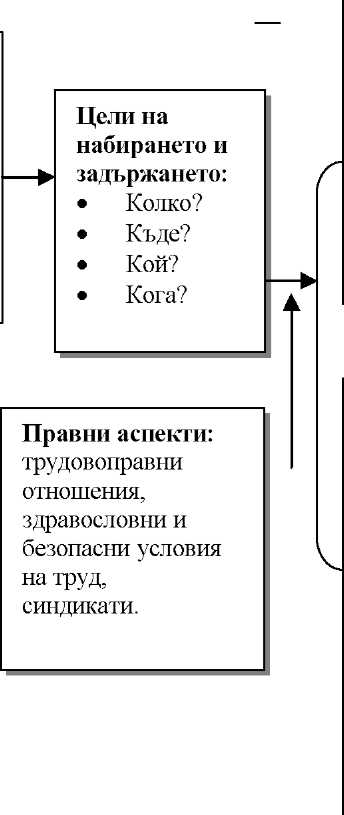 Цели на
набирането и
задържането:
• Колко?
• Къде?
• Кой?
• Кога?
Правни аспекти:
трудовоправни
отношения,
здравословни и
безопасни условия
на труд,
синдикати.